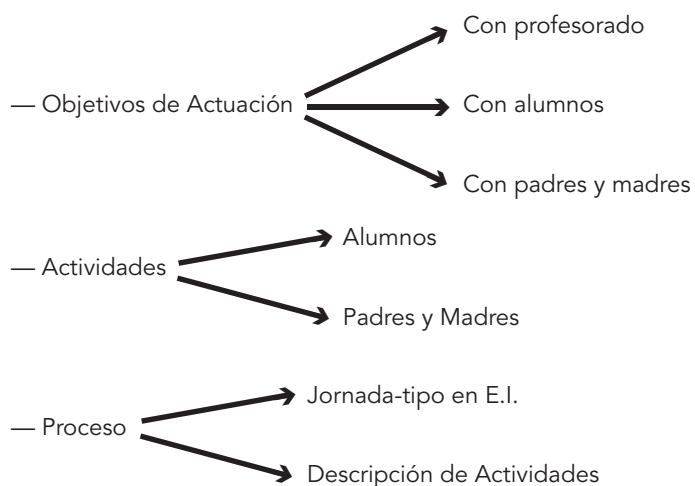 Con profesorado
— Objetivos de Actuación
Con alumnos
Con padres y madres
Alumnos
— Actividades
Padres y Madres
Jornada-tipo en E.I.
— Proceso
Descripción de Actividades